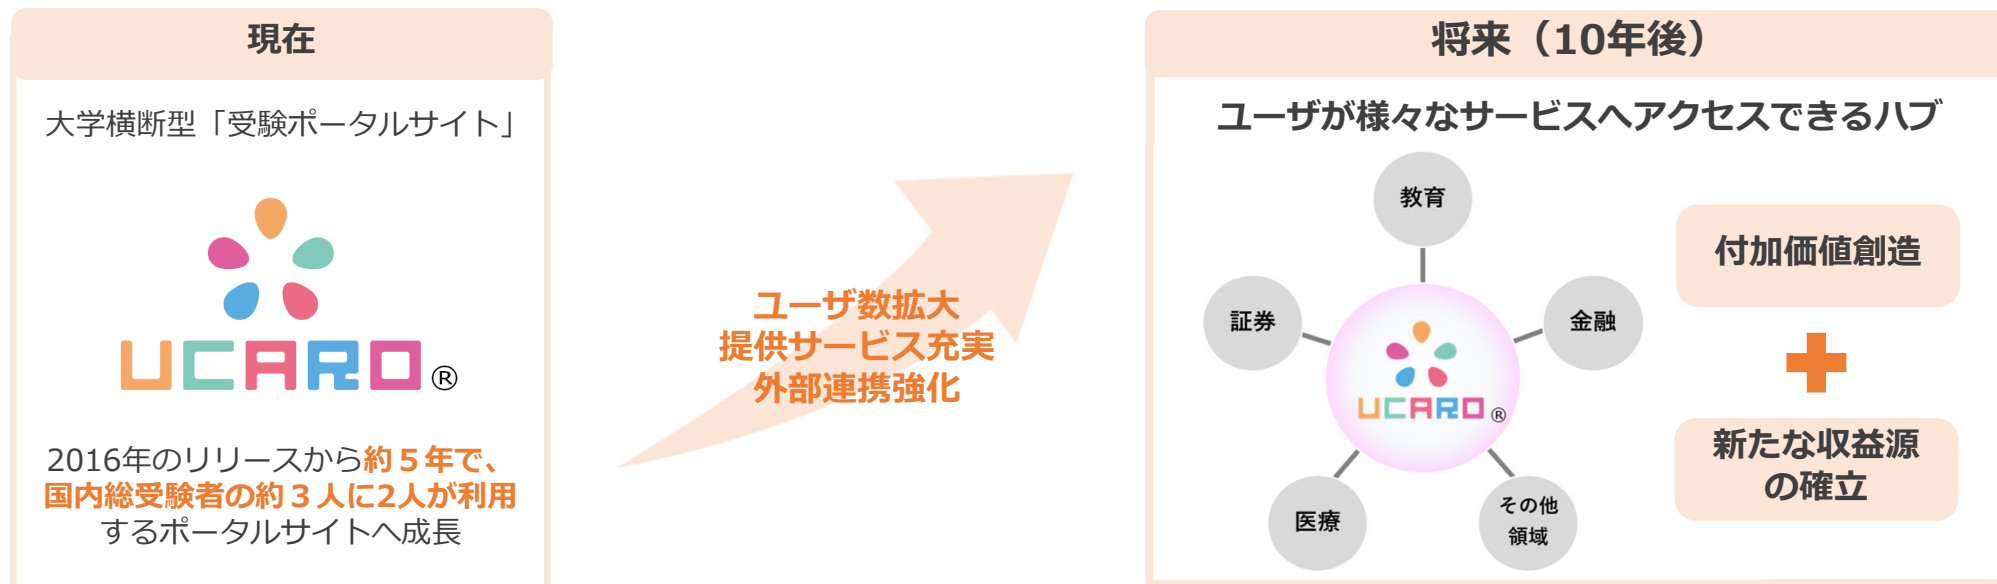 現在
大学横断型「受験ポータルサイト」
UCARO®
2016年のリリースから約５年で、
国内総受験者の約３人に2人が利用
するポータルサイトへ成長
ユーザ数拡大
提供サービス充実
外部連携強化
将来（10年後）
ユーザが様々なサービスへアクセスできるハブ
教育
証券
金融
UCARO®
医療
その他
領域
付加価値創造
新たな収益源
の確立